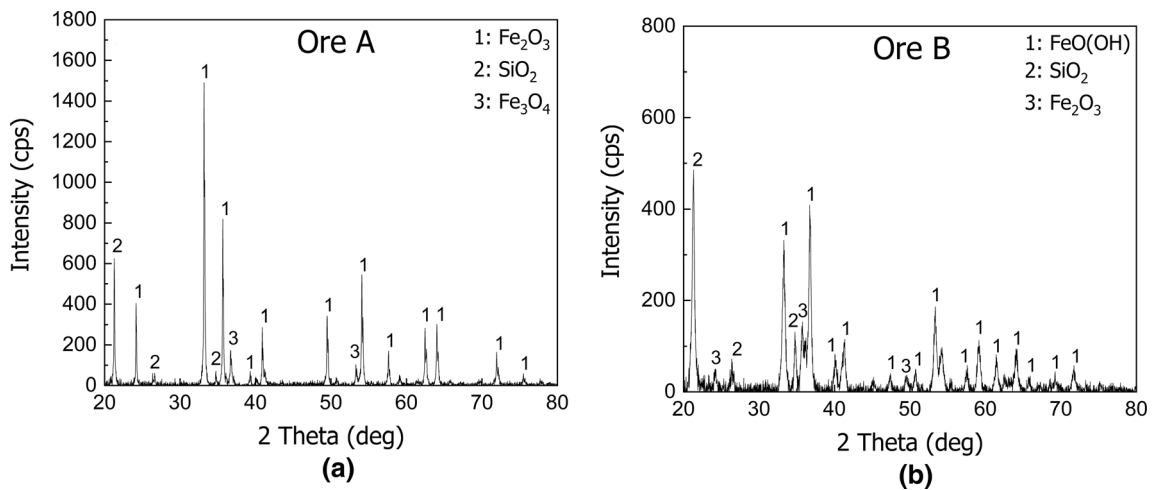 Ore A
1: Fe₂O₃
2: SiO₂
3: Fe₃O₄
1800
1600
1400
1200
1000
800
600
400
200
0
Intensity (cps)
2 1 2 1 2 1 3 1 1 1 3 1 1 1 1 1 1
20 30 40 50 60 70 80
2 Theta (deg)
(a)
Ore B
1: FeO(OH)
2: SiO₂
3: Fe₂O₃
800
600
400
200
0
Intensity (cps)
2 3 2 1 2 3 1 1 1 1 3 1 1 1 1 1 1 1 1 1
20 30 40 50 60 70 80
2 Theta (deg)
(b)